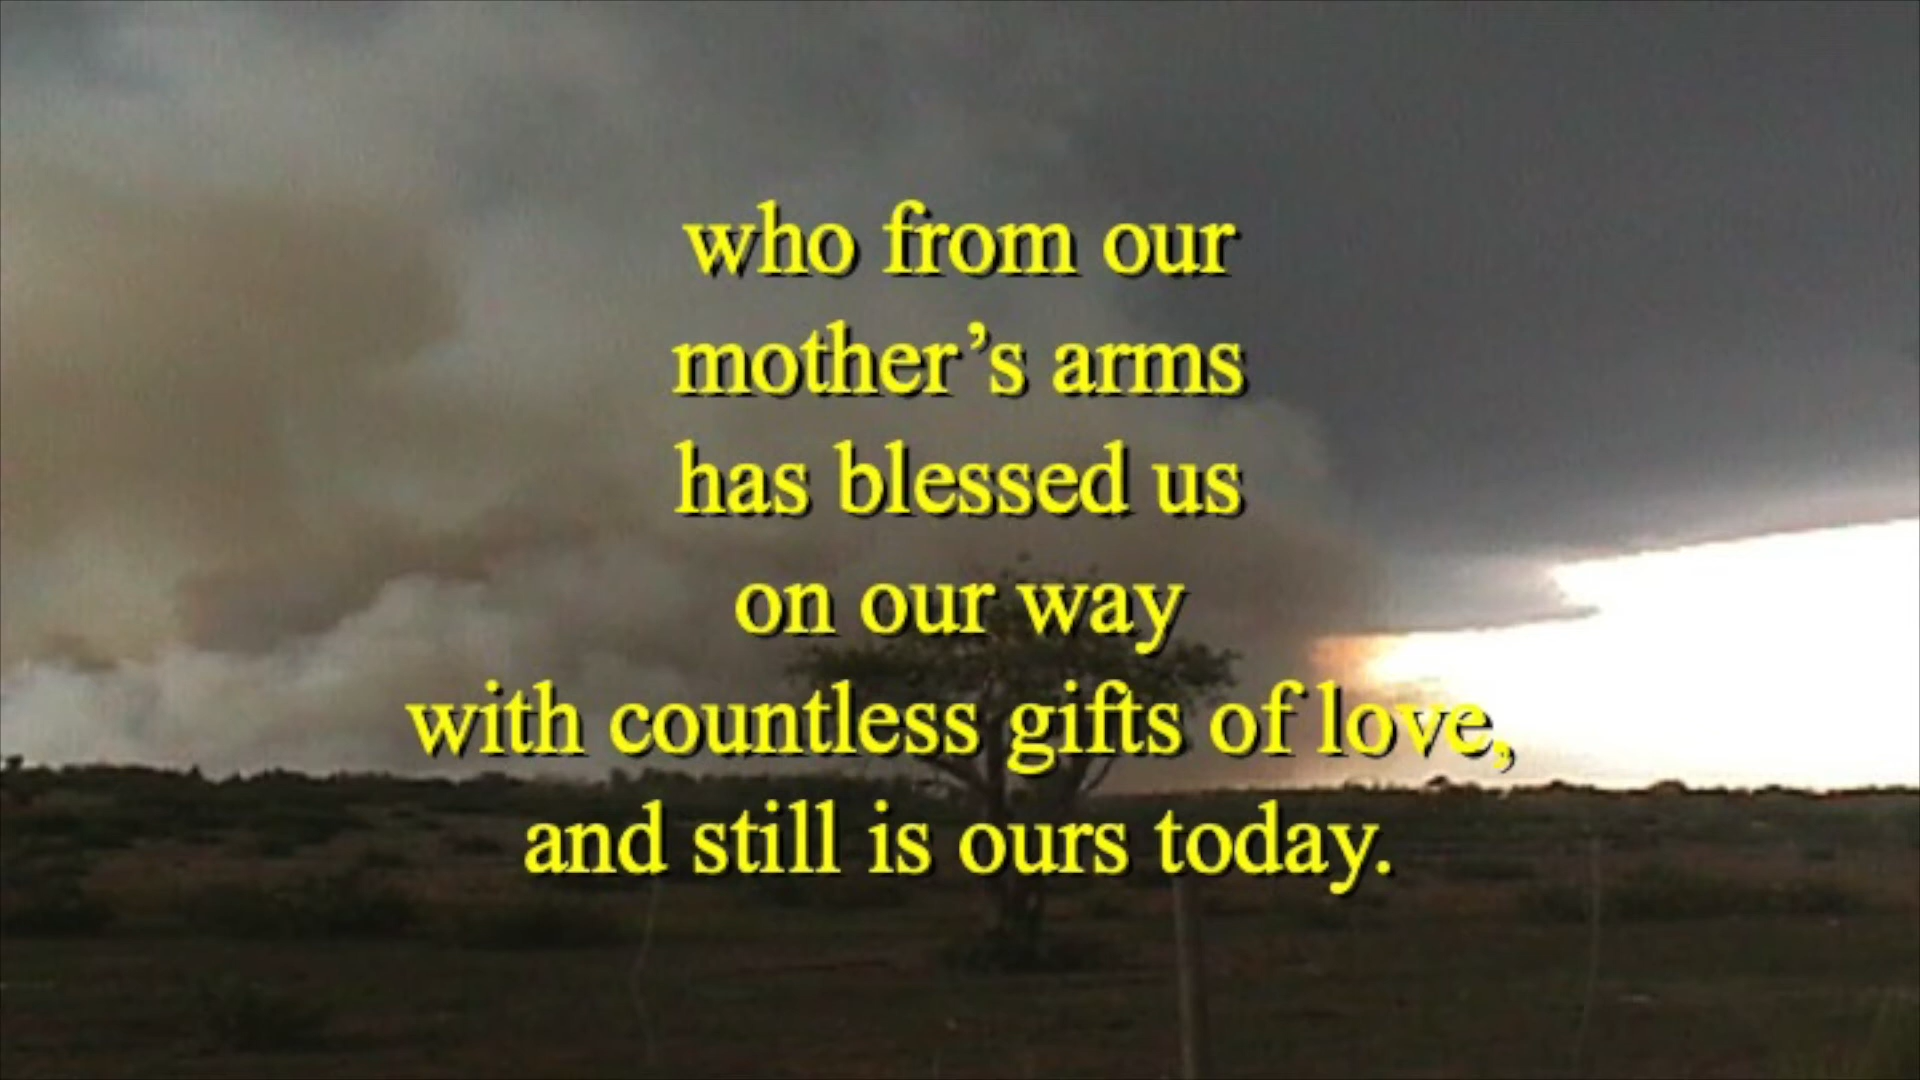 who from our
mother’s arms
has blessed us
on our way
with countless gifts of love,
and still is ours today.